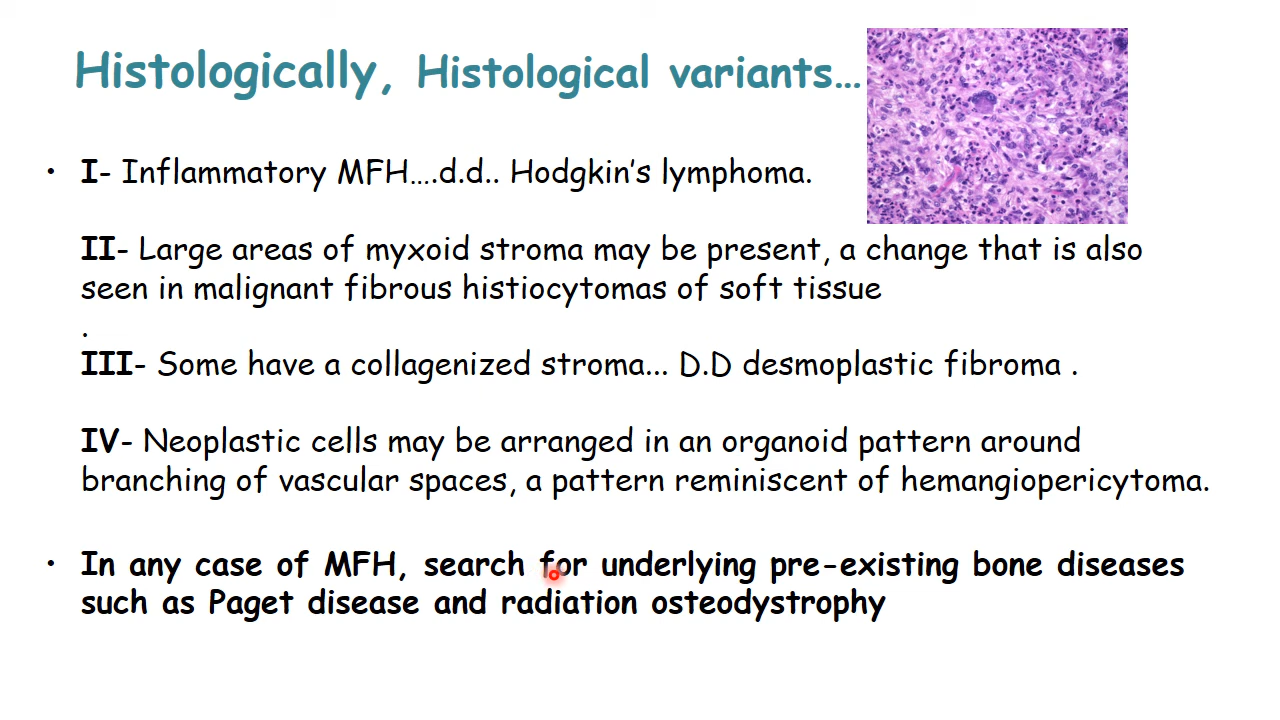 Histologically, Histological variants…
• I- Inflammatory MFH….d.d.. Hodgkin’s lymphoma.
II- Large areas of myxoid stroma may be present, a change that is also
seen in malignant fibrous histiocytomas of soft tissue
.
III- Some have a collagenized stroma... D.D desmoplastic fibroma .
IV- Neoplastic cells may be arranged in an organoid pattern around
branching of vascular spaces, a pattern reminiscent of hemangiopericytoma.
• In any case of MFH, search for underlying pre-existing bone diseases
such as Paget disease and radiation osteodystrophy